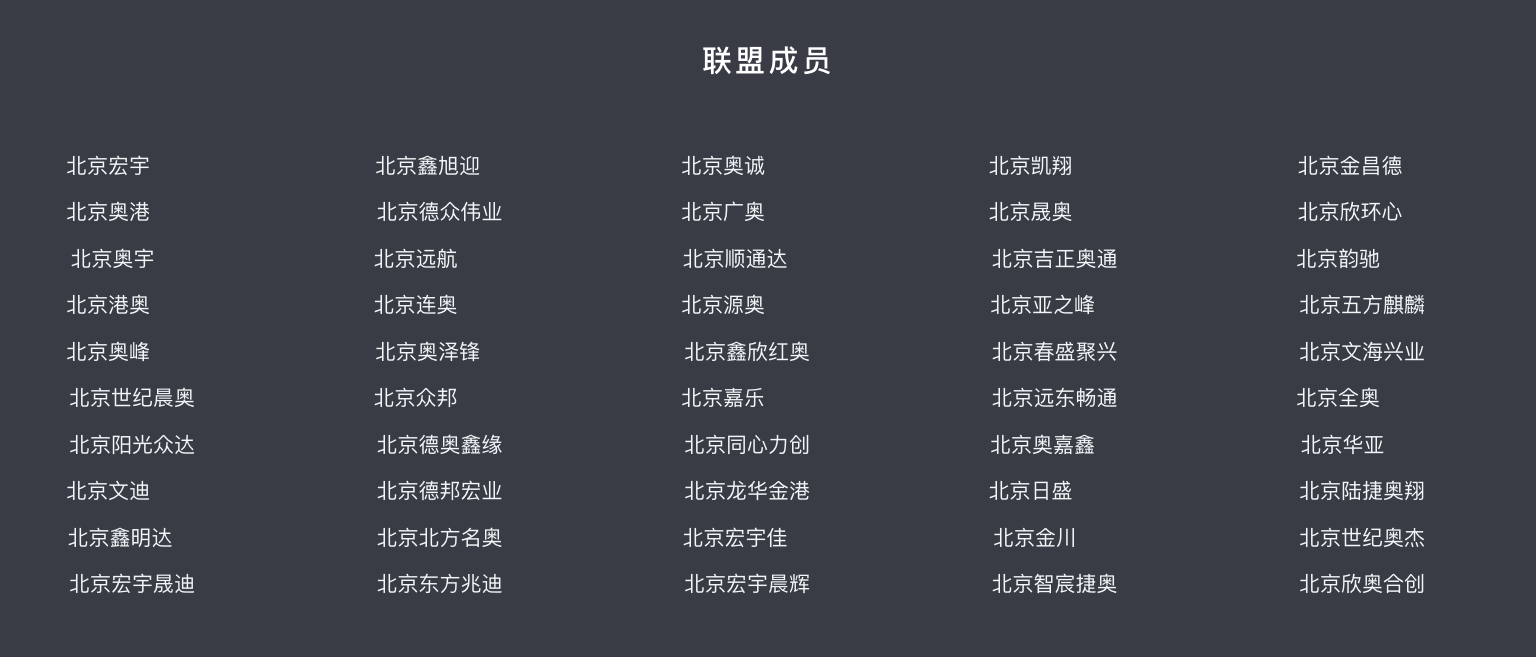 联盟成员
北京宏宇 北京鑫旭迎 北京奥诚 北京凯翔 北京金昌德
北京奥港 北京德众伟业 北京广奥 北京晟奥 北京欣环心
北京奥宇 北京远航 北京顺通达 北京吉正奥通 北京韵驰
北京港奥 北京连奥 北京源奥 北京亚之峰 北京五方麒麟
北京奥峰 北京奥泽锋 北京鑫欣红奥 北京春盛聚兴 北京文海兴业
北京世纪晨奥 北京众邦 北京嘉乐 北京远东畅通 北京全奥
北京阳光众达 北京德奥鑫缘 北京同心力创 北京奥嘉鑫 北京华亚
北京文迪 北京德邦宏业 北京龙华金港 北京日盛 北京陆捷奥翔
北京鑫明达 北京北方名奥 北京宏宇佳 北京金川 北京世纪奥杰
北京宏宇晟迪 北京东方兆迪 北京宏宇晨辉 北京智宸捷奥 北京欣奥合创